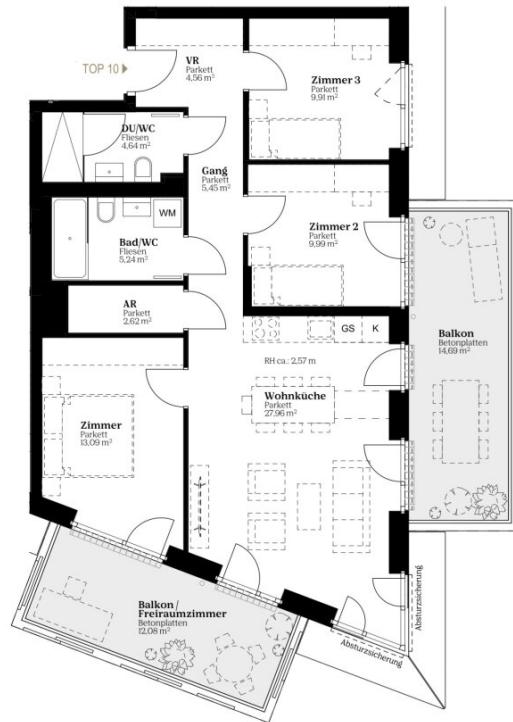 TOP 10
VR
Parkett
4,56 m²
Zimmer 3
Parkett
9,91 m²
DU/WC
Fliesen
4,64 m²
Gang
Parkett
5,45 m²
Zimmer 2
Parkett
9,99 m²
WM
Bad/WC
Fliesen
5,24 m²
AR
Parkett
2,62 m²
GS
K
RH ca.: 2,57 m
Balkon
Betonplatten
14,69 m²
Wohnküche
Parkett
27,96 m²
Zimmer
Parkett
13,09 m²
Balkon /
Freiraumzimmer
Betonplatten
12,08 m²
Absturzsicherung
Absturzsicherung